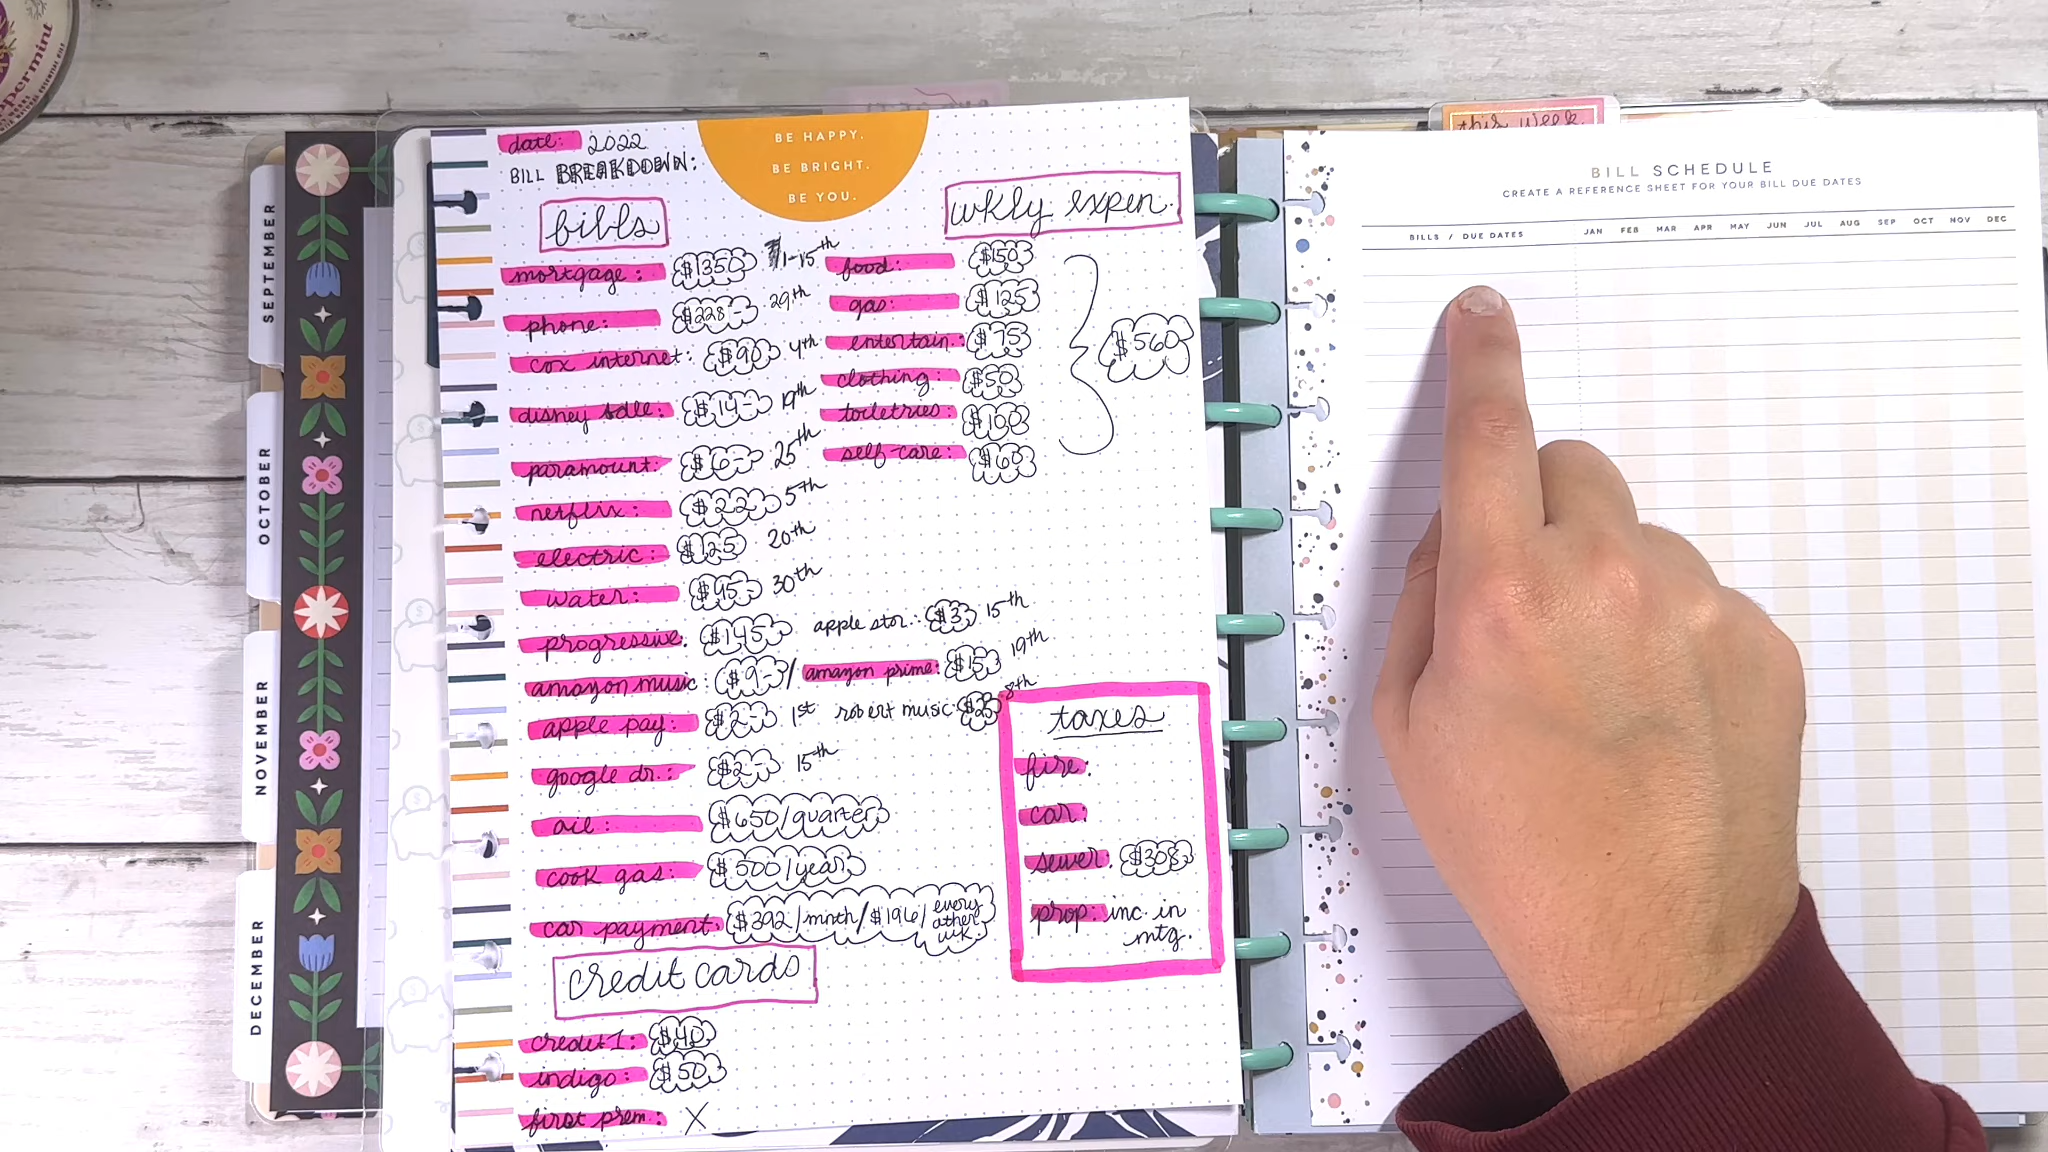 date: 2022
BILL BREAKDOWN:
BE HAPPY.
BE BRIGHT.
BE YOU.
bills
mortgage: $1350 1-15th
phone: $228- 29th
cox internet: $90 4th
disney $14- 19th
paramount: $6- 25th
netflix: $22 5th
electric: $125 20th
water: $95- 30th
progressive: $145
apple stor.: $3 15th
amazon music: $9- / amazon prime: $15 19th
apple pay: $2- 1st
robert music: 8th
google dr.: $2- 15th
oil: $650/quarter
cook gas: $500/year
car payment: $392/month/$196/every other wk.
credit cards
credit 1: $40
indigo: $50
first prem.: X
wkly expen.
food: $150
gas: $125
entertain: $75
clothing: $50
toiletries: $100
self-care: $60
$560
taxes
fire:
car:
sewer: $308
prop: inc. in
mtg.
SEPTEMBER
OCTOBER
NOVEMBER
DECEMBER
this week
BILL SCHEDULE
CREATE A REFERENCE SHEET FOR YOUR BILL DUE DATES
BILLS / DUE DATES JAN FEB MAR APR MAY JUN JUL AUG SEP OCT NOV DEC